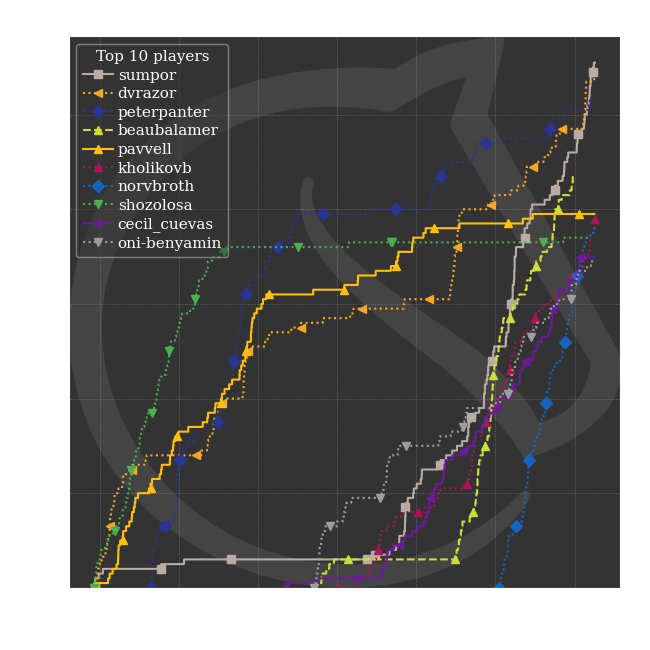 Top 10 players
sumpor
dvrazor
peterpanter
beaubalamer
pavvell
kholikovb
norvbroth
shozolosa
cecil_cuevas
oni-benyamin